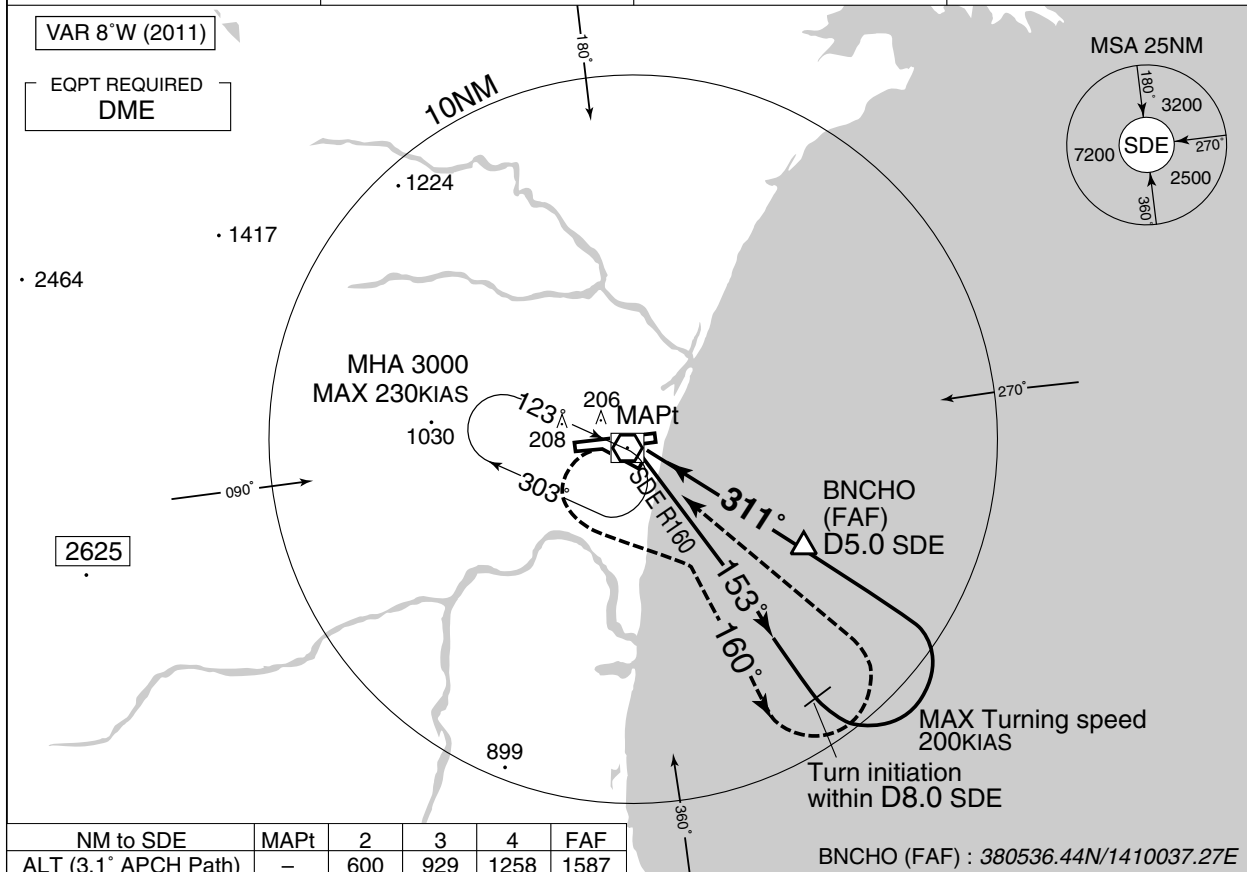 VAR 8°W (2011)
EQPT REQUIRED
DME
10NM
180°
MSA 25NM
180°
3200
SDE
270°
7200
2500
360°
1224
1417
2464
MHA 3000
MAX 230KIAS
1030
123°
208
206
MAPt
270°
090°
303°
SDE R160
311°
BNCHO
(FAF)
D5.0 SDE
2625
153°
160°
MAX Turning speed
200KIAS
899
Turn initiation
within D8.0 SDE
360°
NM to SDE MAPt 2 3 4 FAF
ALT (3.1° APCH Path) – 600 929 1258 1587
BNCHO (FAF) : 380536.44N/1410037.27E